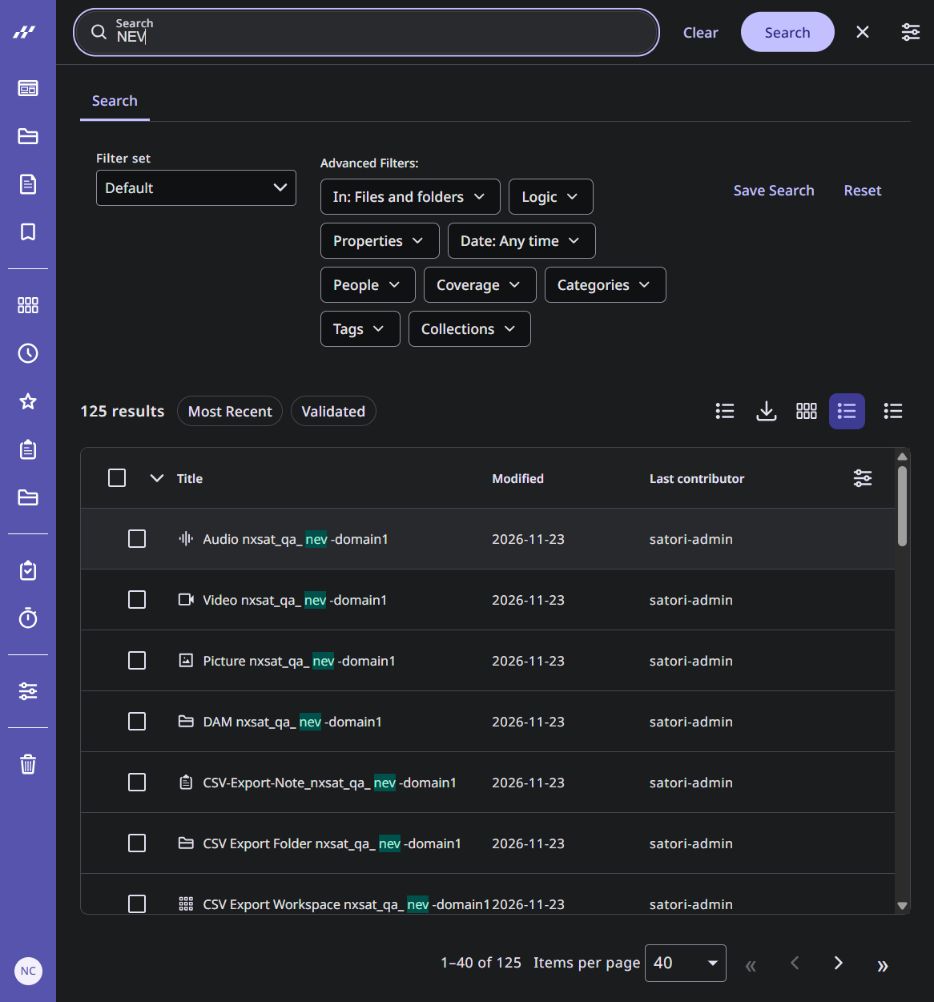 Search
NEV
Clear
Search
Search
Filter set
Default
Advanced Filters:
In: Files and folders
Logic
Properties
Date: Any time
People
Coverage
Categories
Tags
Collections
Save Search
Reset
125 results
Most Recent
Validated
Title Modified Last contributor
Audio nxsat_qa_ nev -domain1 2026-11-23 satori-admin
Video nxsat_qa_ nev -domain1 2026-11-23 satori-admin
Picture nxsat_qa_ nev -domain1 2026-11-23 satori-admin
DAM nxsat_qa_ nev -domain1 2026-11-23 satori-admin
CSV-Export-Note_nxsat_qa_ nev -domain1 2026-11-23 satori-admin
CSV Export Folder nxsat_qa_ nev -domain1 2026-11-23 satori-admin
CSV Export Workspace nxsat_qa_ nev -domain1 2026-11-23 satori-admin
1–40 of 125 Items per page 40
NC